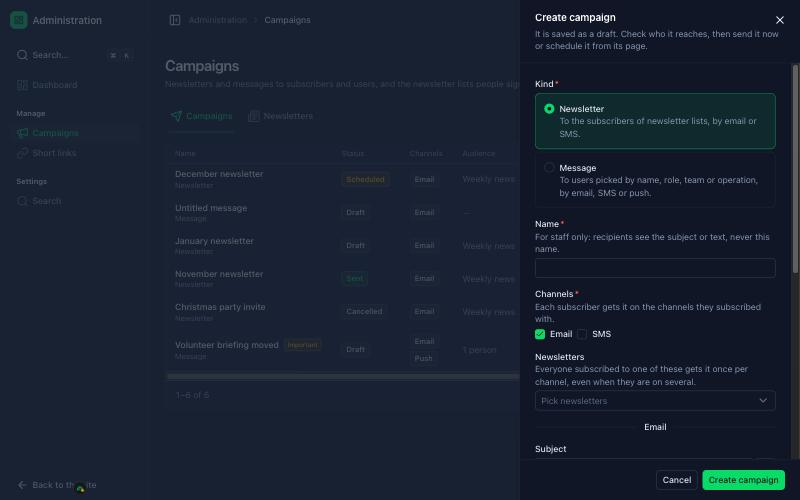 Administration
Search...
⌘ K
Dashboard
Manage
Campaigns
Short links
Settings
Search
Back to the site
Administration > Campaigns
Campaigns
Newsletters and messages to subscribers and users, and the newsletter lists people
Campaigns
Newsletters
Name Status Channels Audience
December newsletter
Newsletter
Scheduled Email Weekly news
Untitled message
Message
Draft Email –
January newsletter
Newsletter
Draft Email Weekly news
November newsletter
Newsletter
Sent Email Weekly news
Christmas party invite
Newsletter
Cancelled Email Weekly news
Volunteer briefing moved Important
Message
Draft Email Push 1 person
1–6 of 6
Create campaign
It is saved as a draft. Check who it reaches, then send it now
or schedule it from its page.
Kind*
Newsletter
To the subscribers of newsletter lists, by email or
SMS.
Message
To users picked by name, role, team or operation,
by email, SMS or push.
Name*
For staff only: recipients see the subject or text, never this
name.
Channels*
Each subscriber gets it on the channels they subscribed
with.
Email SMS
Newsletters
Everyone subscribed to one of these gets it once per
channel, even when they are on several.
Pick newsletters
Email
Subject
Cancel Create campaign